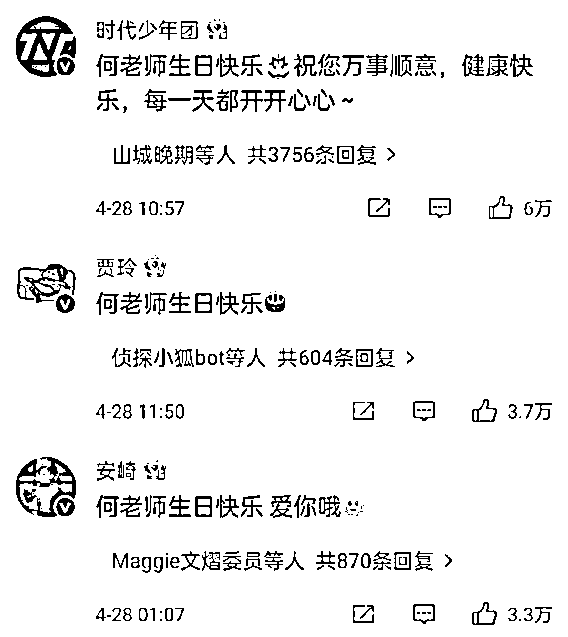 时代少年团
何老师生日快乐祝您万事顺意，健康快
乐，每一天都开开心心~
山城晚期等人 共3756条回复 >
4-28 10:57 6万
贾玲
何老师生日快乐
侦探小狐bot等人 共604条回复 >
4-28 11:50 3.7万
安崎
何老师生日快乐 爱你哦
Maggie文熠委员等人 共870条回复 >
4-28 01:07 3.3万